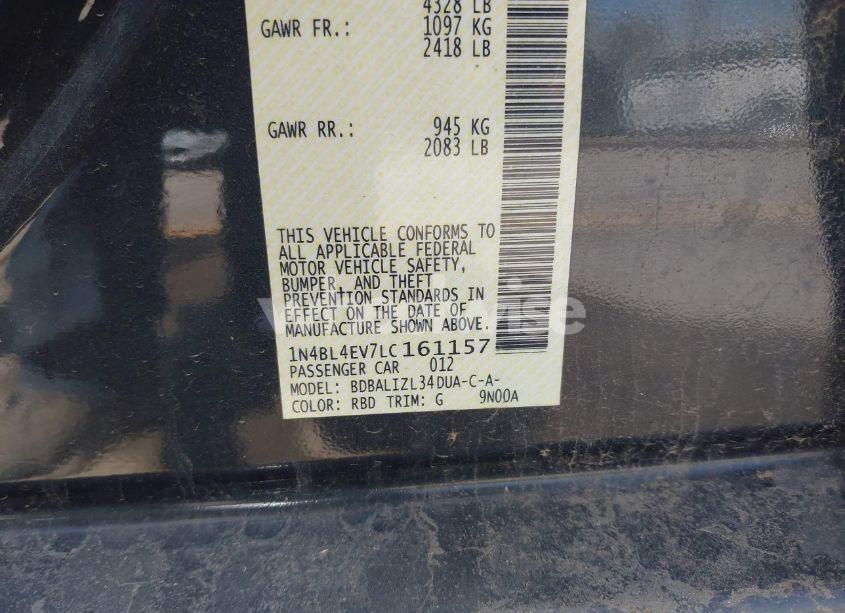 4328 LB
GAWR FR.: 1097 KG
2418 LB
GAWR RR.: 945 KG
2083 LB
THIS VEHICLE CONFORMS TO
ALL APPLICABLE FEDERAL
MOTOR VEHICLE SAFETY,
BUMPER, AND THEFT
PREVENTION STANDARDS IN
EFFECT ON THE DATE OF
MANUFACTURE SHOWN ABOVE.
1N4BL4EV7LC161157
PASSENGER CAR 012
MODEL: BDBALIZL34DUA-C-A-
COLOR: RBD TRIM: G 9N00A